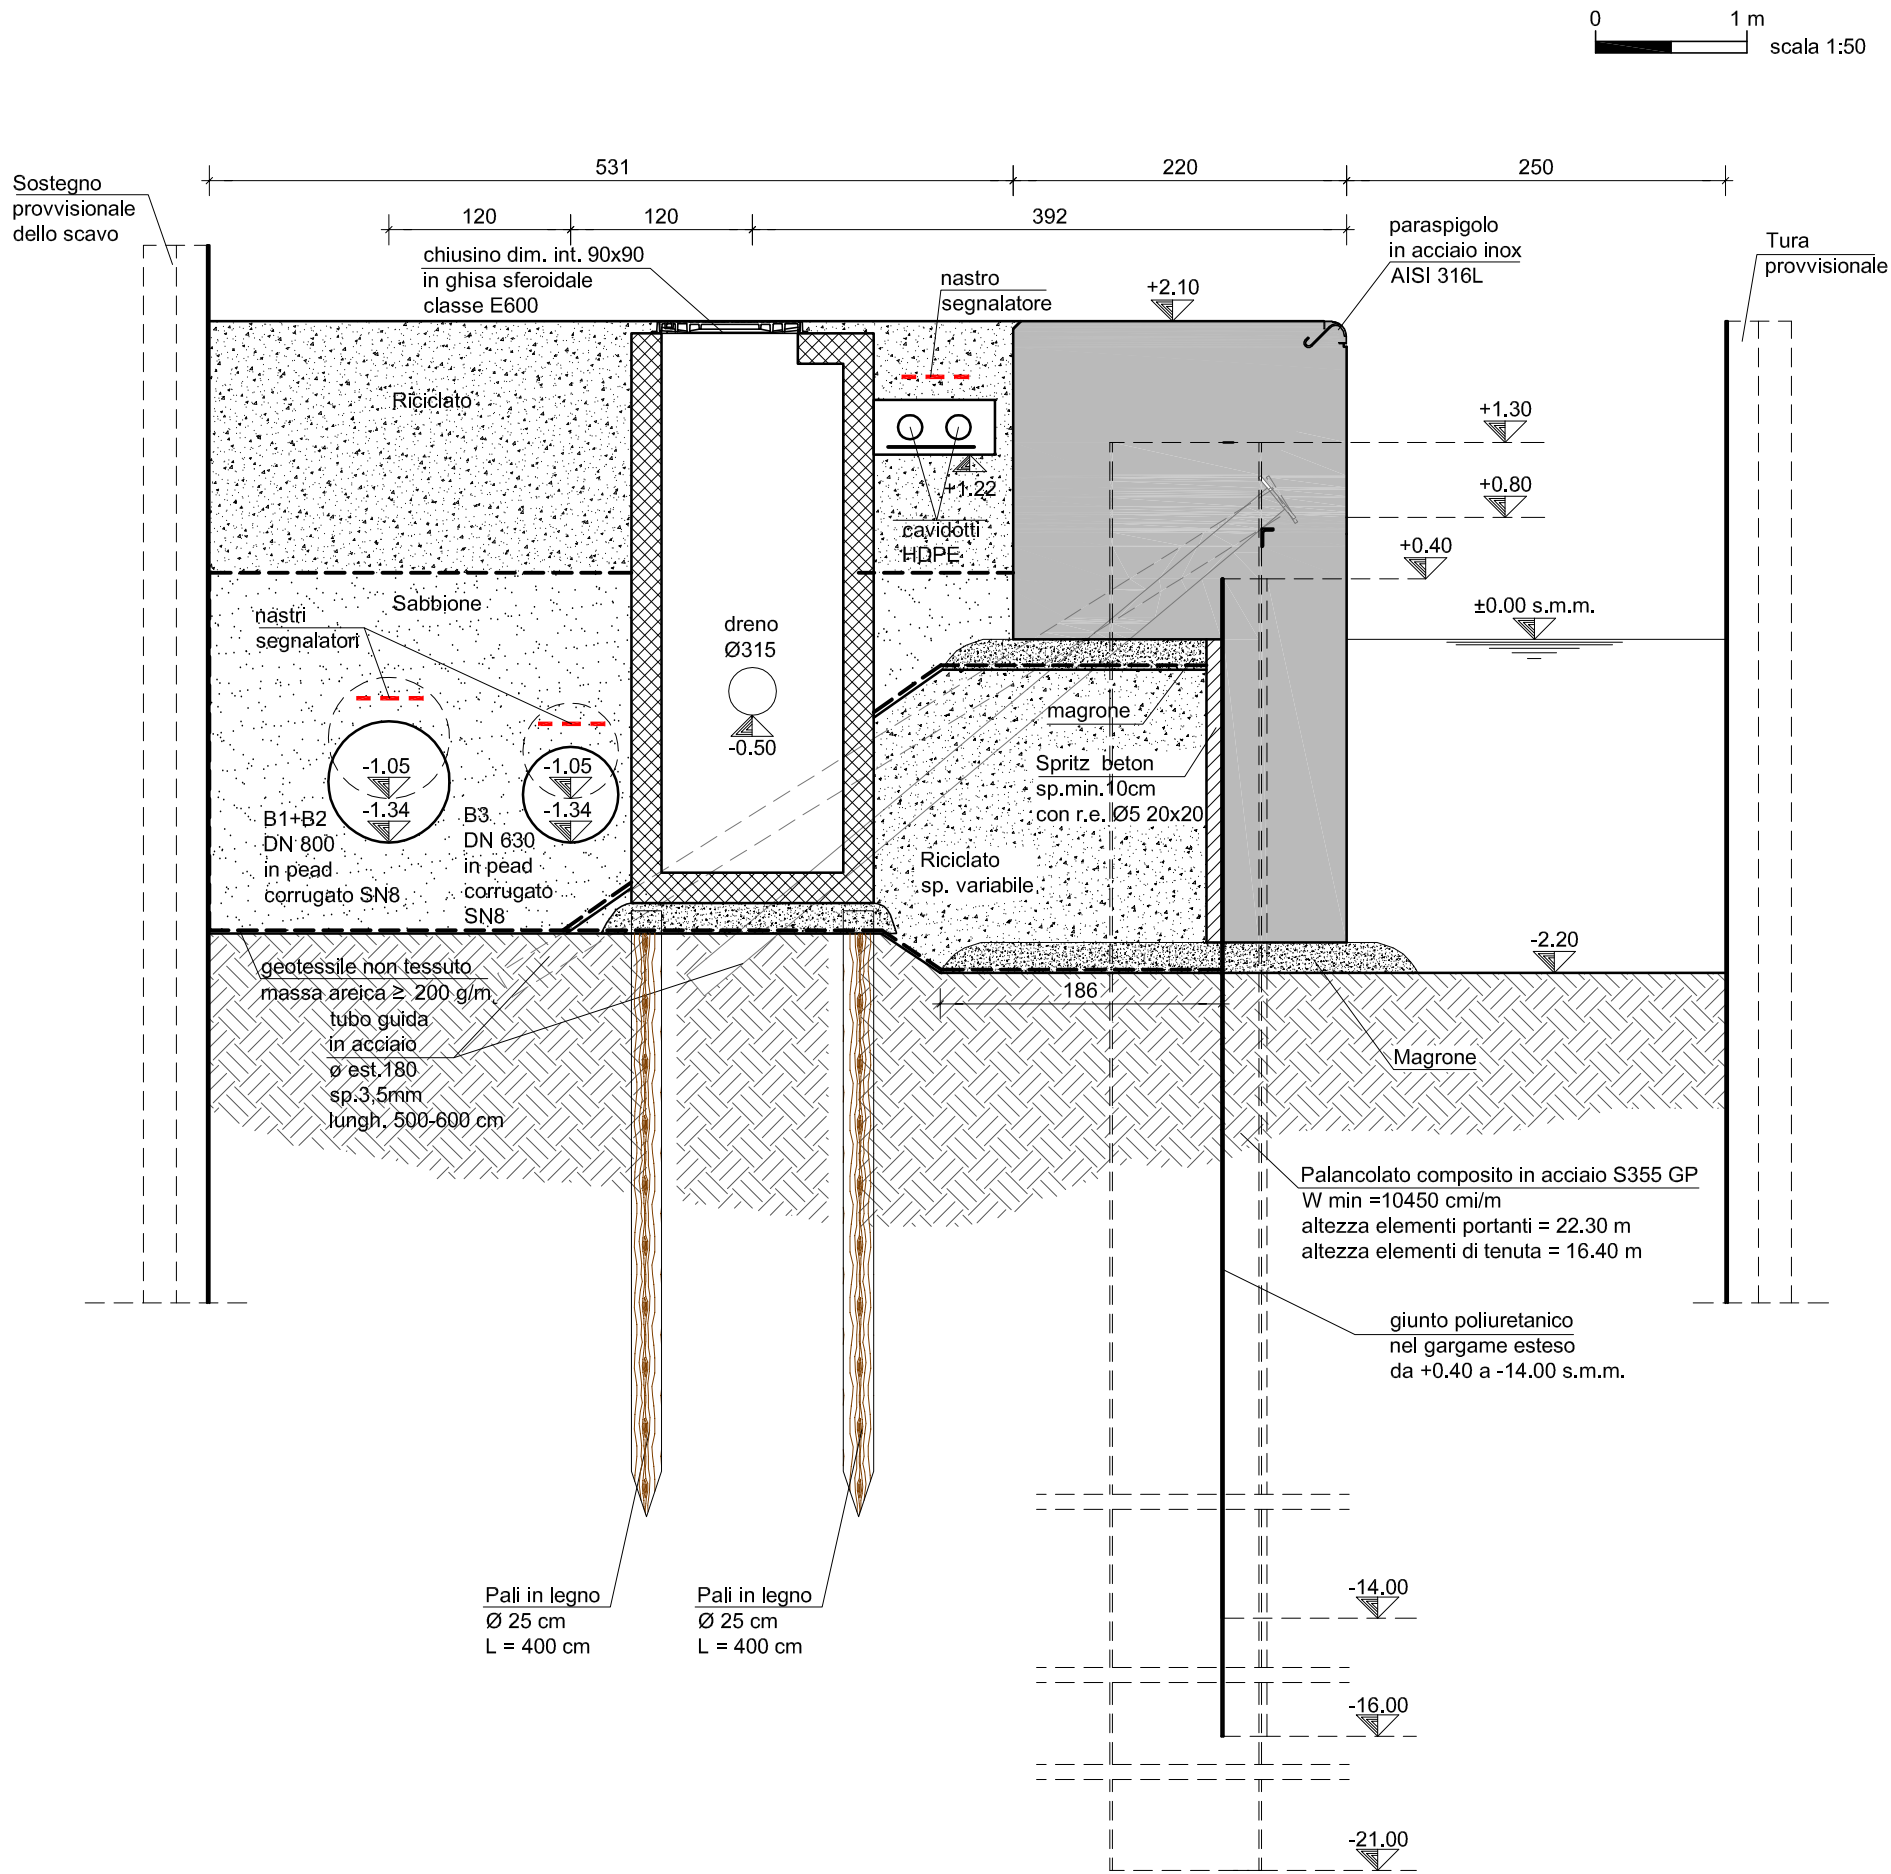 0
1 m
scala 1:50
531
220
250
Sostegno
provvisionale
dello scavo
120
120
392
paraspigolo
in acciaio inox
AISI 316L
Tura
provvisionale
chiusino dim. int. 90x90
in ghisa sferoidale
classe E600
nastro
segnalatore
+2.10
Riciclato
+1.30
+1.22
+0.80
cavidotti
HDPE
+0.40
Sabbione
±0.00 s.m.m.
nastri
segnalatori
dreno
Ø315
-0.50
magrone
-1.05
-1.34
-1.05
-1.34
Spritz beton
sp.min.10cm
con r.e. Ø5 20x20
B1+B2
DN 800
in pead
corrugato SN8
B3
DN 630
in pead
corrugato
SN8
Riciclato
sp. variabile
-2.20
geotessile non tessuto
massa areica ≥ 200 g/m
186
tubo guida
in acciaio
ø est.180
sp.3,5mm
lungh. 500-600 cm
Magrone
Palancolato composito in acciaio S355 GP
W min =10450 cmi/m
altezza elementi portanti = 22.30 m
altezza elementi di tenuta = 16.40 m
giunto poliuretanico
nel gargame esteso
da +0.40 a -14.00 s.m.m.
Pali in legno
Ø 25 cm
L = 400 cm
Pali in legno
Ø 25 cm
L = 400 cm
-14.00
-16.00
-21.00